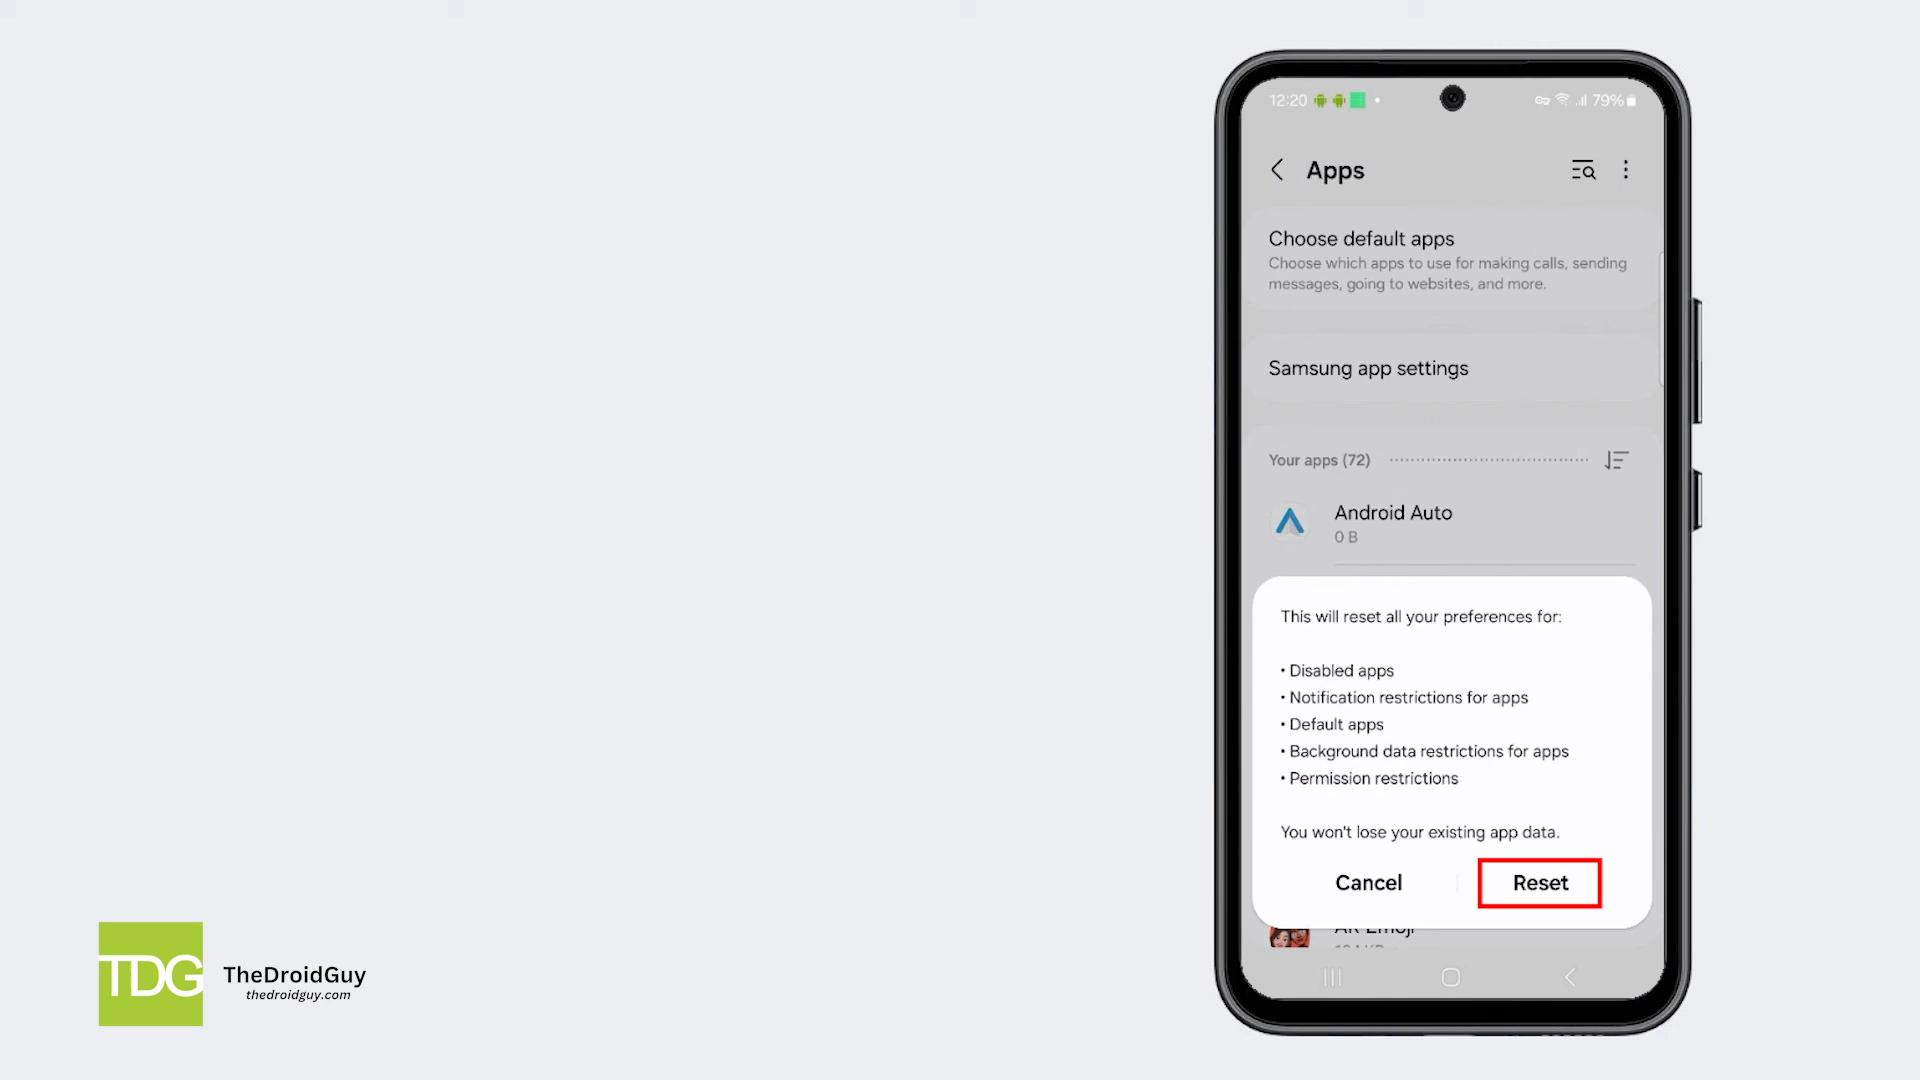 12:20
79%
Apps
Choose default apps
Choose which apps to use for making calls, sending
messages, going to websites, and more.
Samsung app settings
Your apps (72)
Android Auto
0 B
This will reset all your preferences for:
• Disabled apps
• Notification restrictions for apps
• Default apps
• Background data restrictions for apps
• Permission restrictions
You won't lose your existing app data.
Cancel
Reset
AR Emoji
TDG
TheDroidGuy
thedroidguy.com